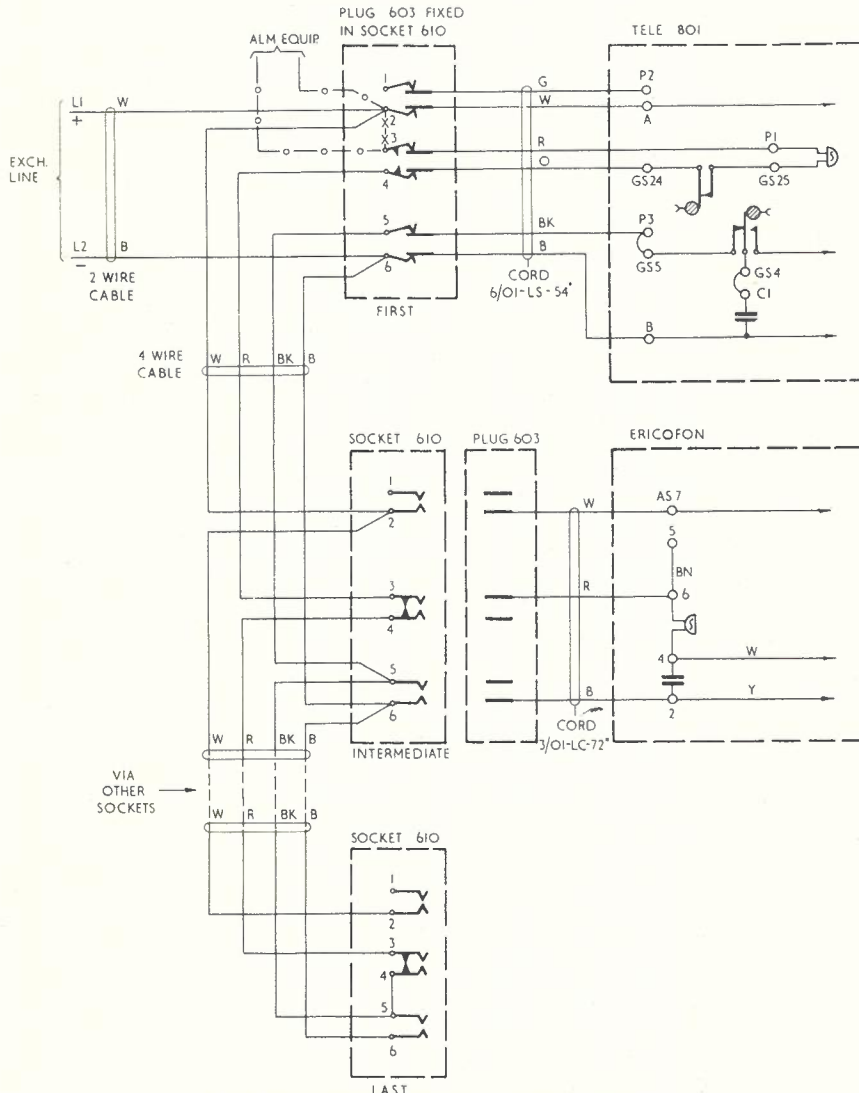 PLUG 603 FIXED
IN SOCKET 610
ALM EQUIP.
TELE 801
L1
+
W
1
2
3
4
5
6
X
X
G
W
R
O
BK
B
P2
A
P1
GS24
GS25
P3
GS5
GS4
C1
B
EXCH.
LINE
L2
–
B
2 WIRE
CABLE
CORD
6/01-LS-54"
FIRST
4 WIRE
CABLE
W R BK B
SOCKET 610
PLUG 603
ERICOFON
1
2
3
4
5
6
W
R
B
AS 7
5
BN
6
4
W
Y
2
CORD
3/01-LC-72"
INTERMEDIATE
W R BK B
VIA
OTHER
SOCKETS
W R BK B
SOCKET 610
1
2
3
4
5
6
LAST